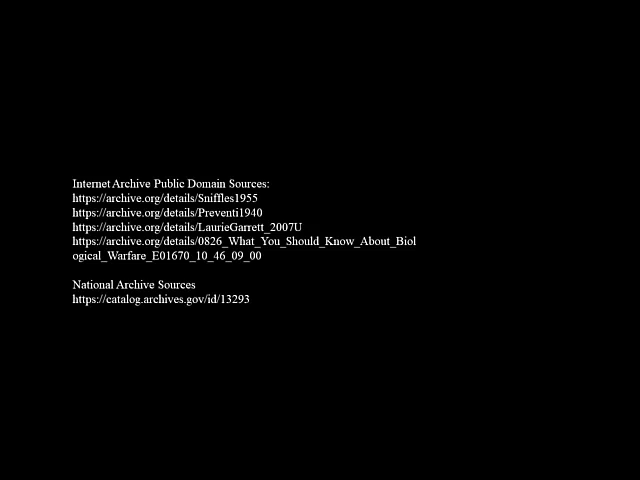 Internet Archive Public Domain Sources:
https://archive.org/details/Sniffles1955
https://archive.org/details/Preventi1940
https://archive.org/details/LaurieGarrett_2007U
https://archive.org/details/0826_What_You_Should_Know_About_Biol
ogical_Warfare_E01670_10_46_09_00
National Archive Sources
https://catalog.archives.gov/id/13293